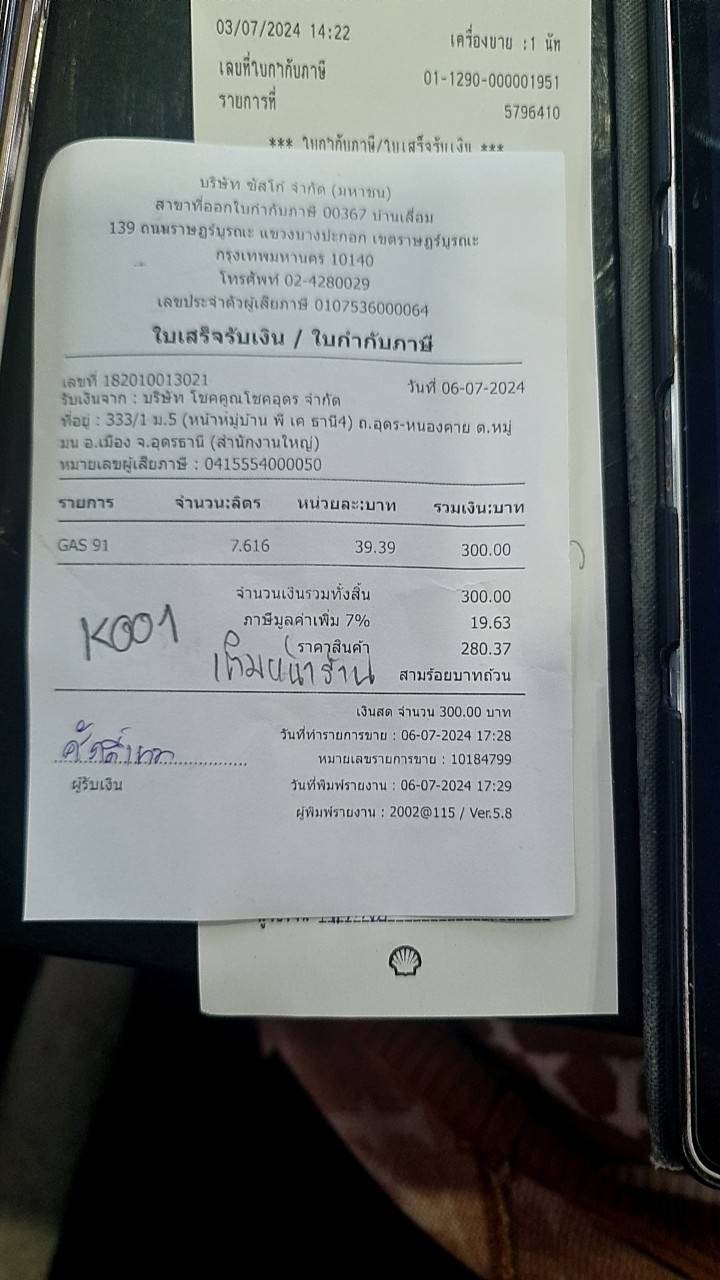 03/07/2024 14:22
เครื่องขาย :1 นัท
เลขที่ใบกำกับภาษี 01-1290-000001951
รายการที่ 5796410
*** ใบกำกับภาษี/ใบเสร็จรับเงิน ***
บริษัท ซัสโก้ จำกัด (มหาชน)
สาขาที่ออกใบกำกับภาษี 00367 บ้านเลื่อม
139 ถนนราษฎร์บูรณะ แขวงบางปะกอก เขตราษฎร์บูรณะ
กรุงเทพมหานคร 10140
โทรศัพท์ 02-4280029
เลขประจำตัวผู้เสียภาษี 0107536000064
ใบเสร็จรับเงิน / ใบกำกับภาษี
เลขที่ 182010013021 วันที่ 06-07-2024
รับเงินจาก : บริษัท โชคคูณโชคอุดร จำกัด
ที่อยู่ : 333/1 ม.5 (หน้าหมู่บ้าน พี เค ธานี4) ถ.อุดร-หนองคาย ต.หมู
มน อ.เมือง จ.อุดรธานี (สำนักงานใหญ่)
หมายเลขผู้เสียภาษี : 0415554000050
รายการ จำนวน:ลิตร หน่วยละ:บาท รวมเงิน:บาท
GAS 91 7.616 39.39 300.00
จำนวนเงินรวมทั้งสิ้น 300.00
ภาษีมูลค่าเพิ่ม 7% 19.63
K001
ราคาสินค้า 280.37
เติมหน้าร้าน
สามร้อยบาทถ้วน
เงินสด จำนวน 300.00 บาท
วันที่ทำรายการขาย : 06-07-2024 17:28
หมายเลขรายการขาย : 10184799
ผู้รับเงิน
วันที่พิมพ์รายงาน : 06-07-2024 17:29
ผู้พิมพ์รายงาน : 2002@115 / Ver.5.8